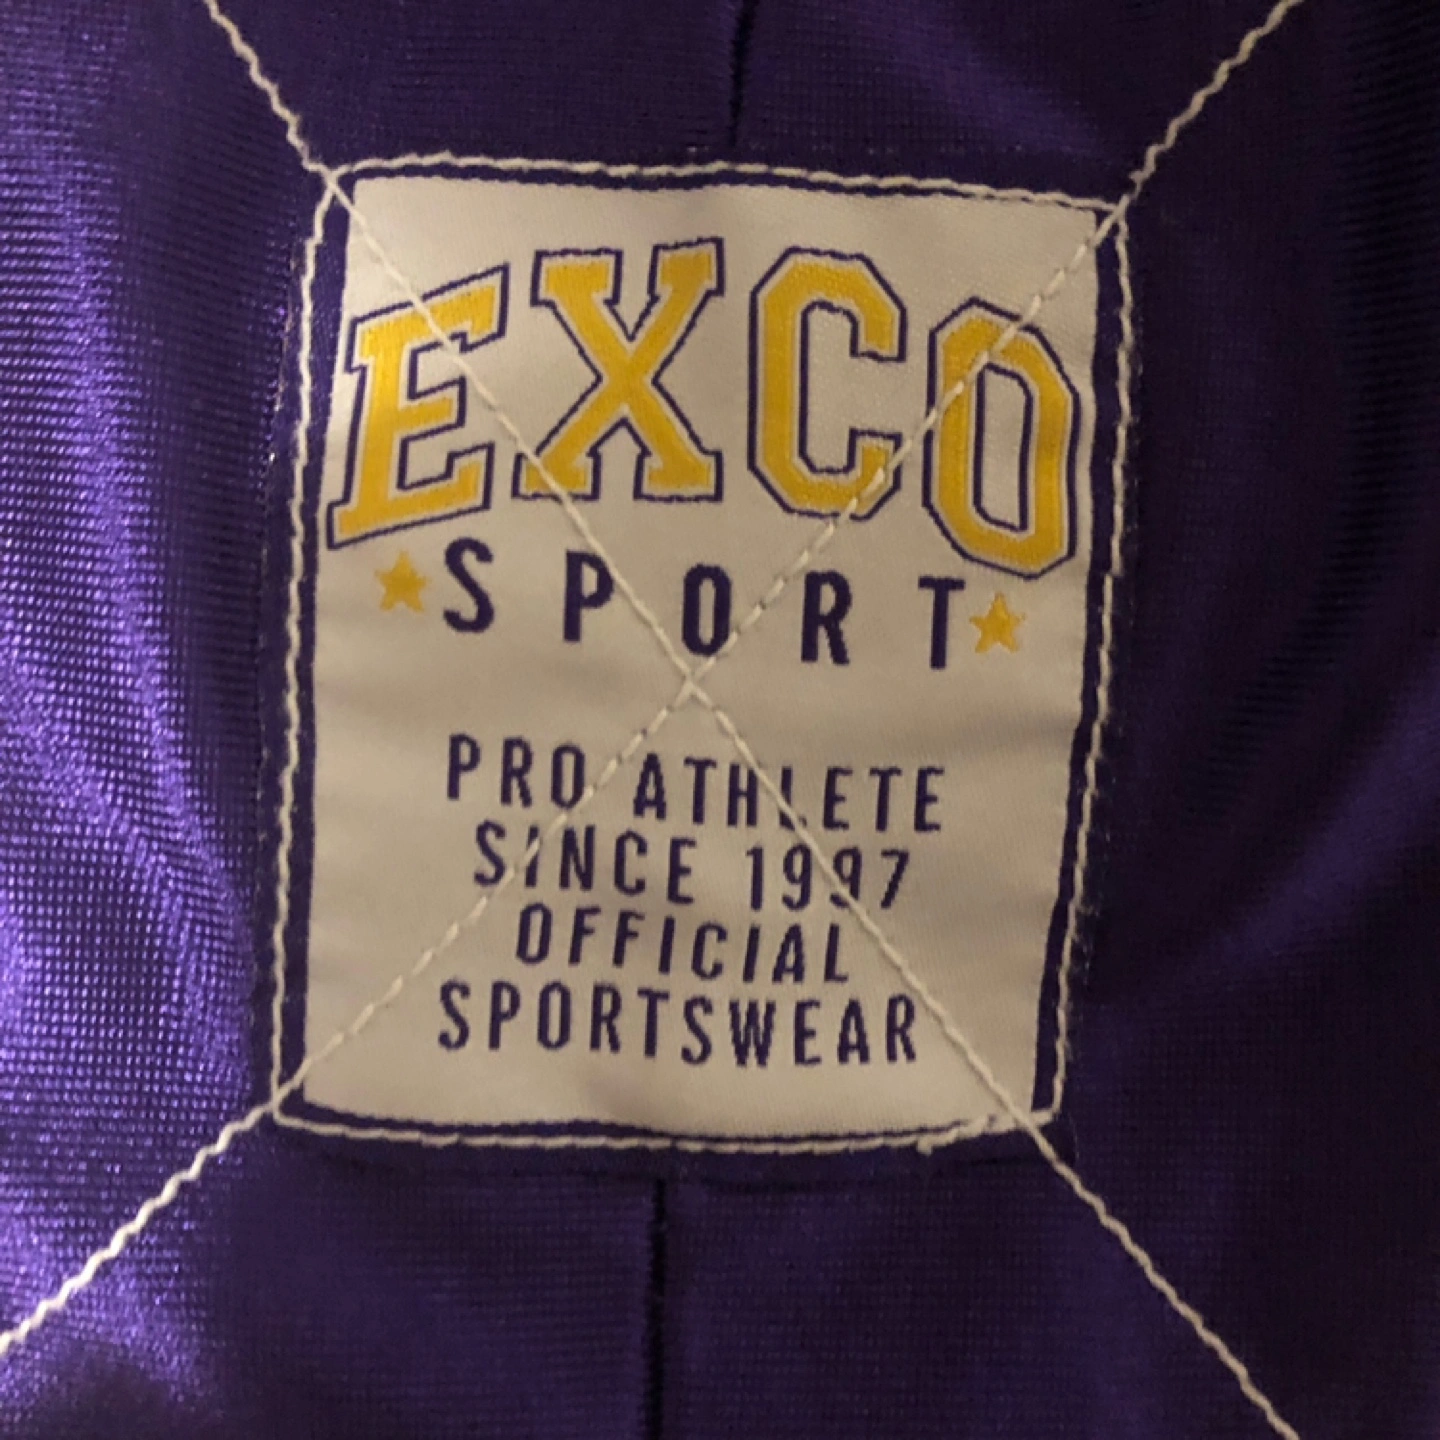 EXCO
SPORT
PRO ATHLETE
SINCE 1997
OFFICIAL
SPORTSWEAR